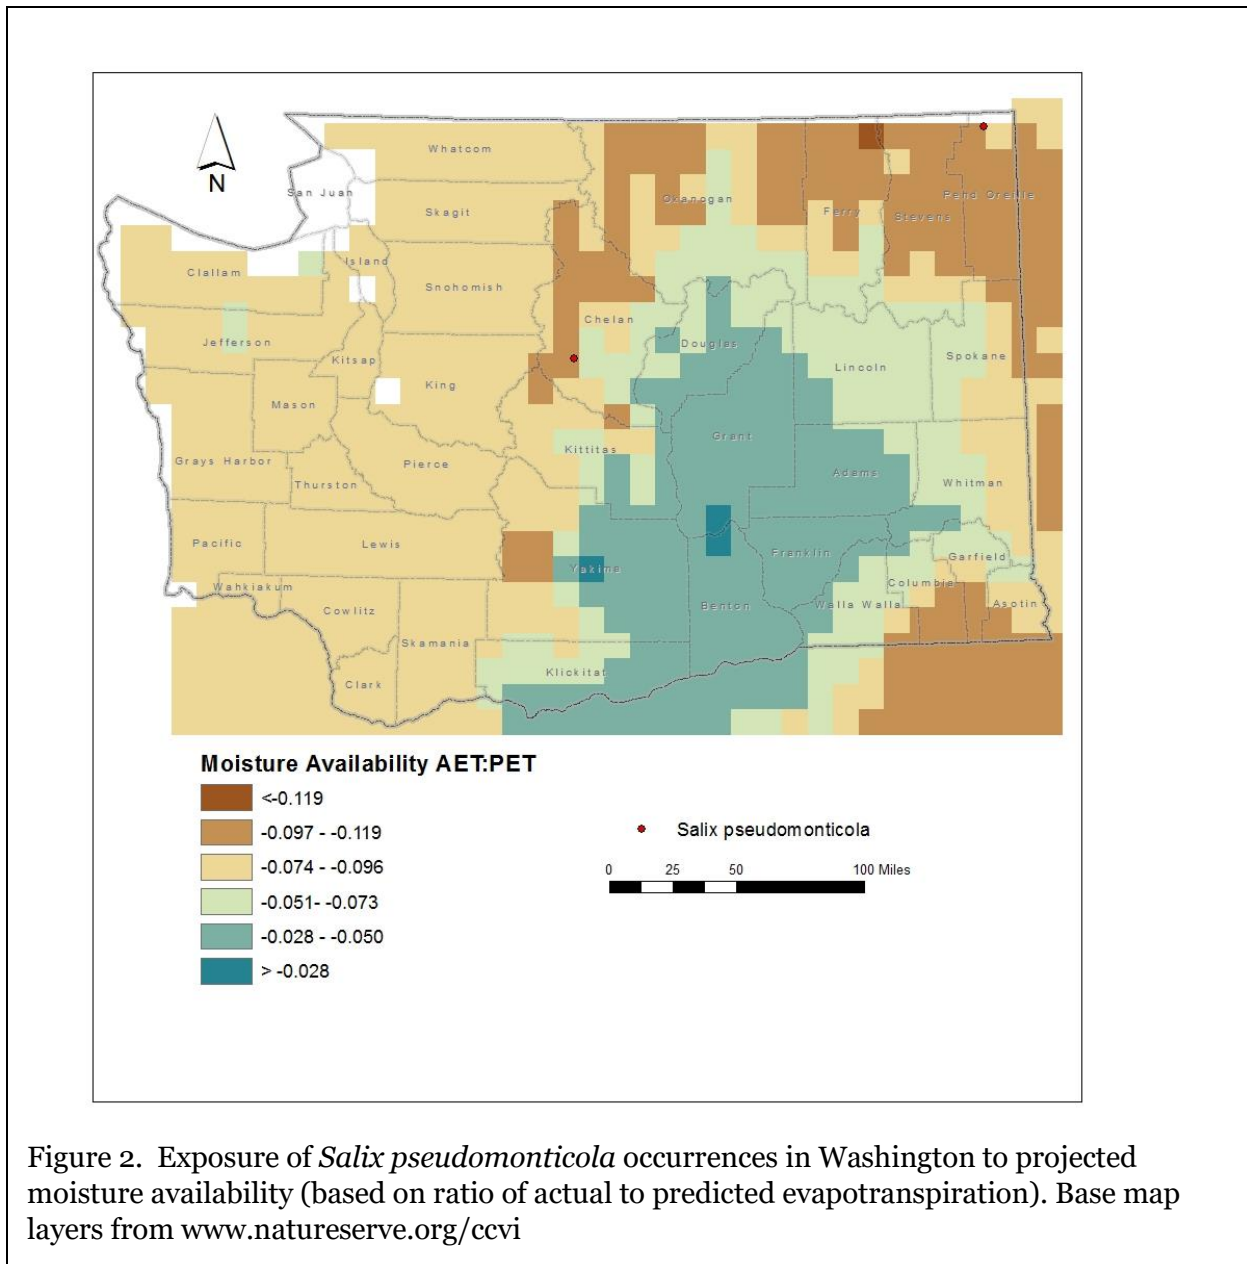 N
Whatcom
San Juan
Skagit
Okanogan
Ferry
Stevens
Pend Oreille
Island
Clallam
Snohomish
Chelan
Jefferson
Kitsap
Douglas
Lincoln
Spokane
King
Mason
Grant
Kittitas
Grays Harbor
Pierce
Adams
Thurston
Whitman
Pacific
Lewis
Franklin
Garfield
Yakima
Wahkiakum
Columbia
Cowlitz
Benton
Walla Walla
Asotin
Skamania
Klickitat
Clark
Moisture Availability AET:PET
<-0.119
-0.097 - -0.119
-0.074 - -0.096
-0.051- -0.073
-0.028 - -0.050
> -0.028
Salix pseudomonticola
0 25 50 100 Miles
Figure 2.  Exposure of Salix pseudomonticola occurrences in Washington to projected
moisture availability (based on ratio of actual to predicted evapotranspiration). Base map
layers from www.natureserve.org/ccvi